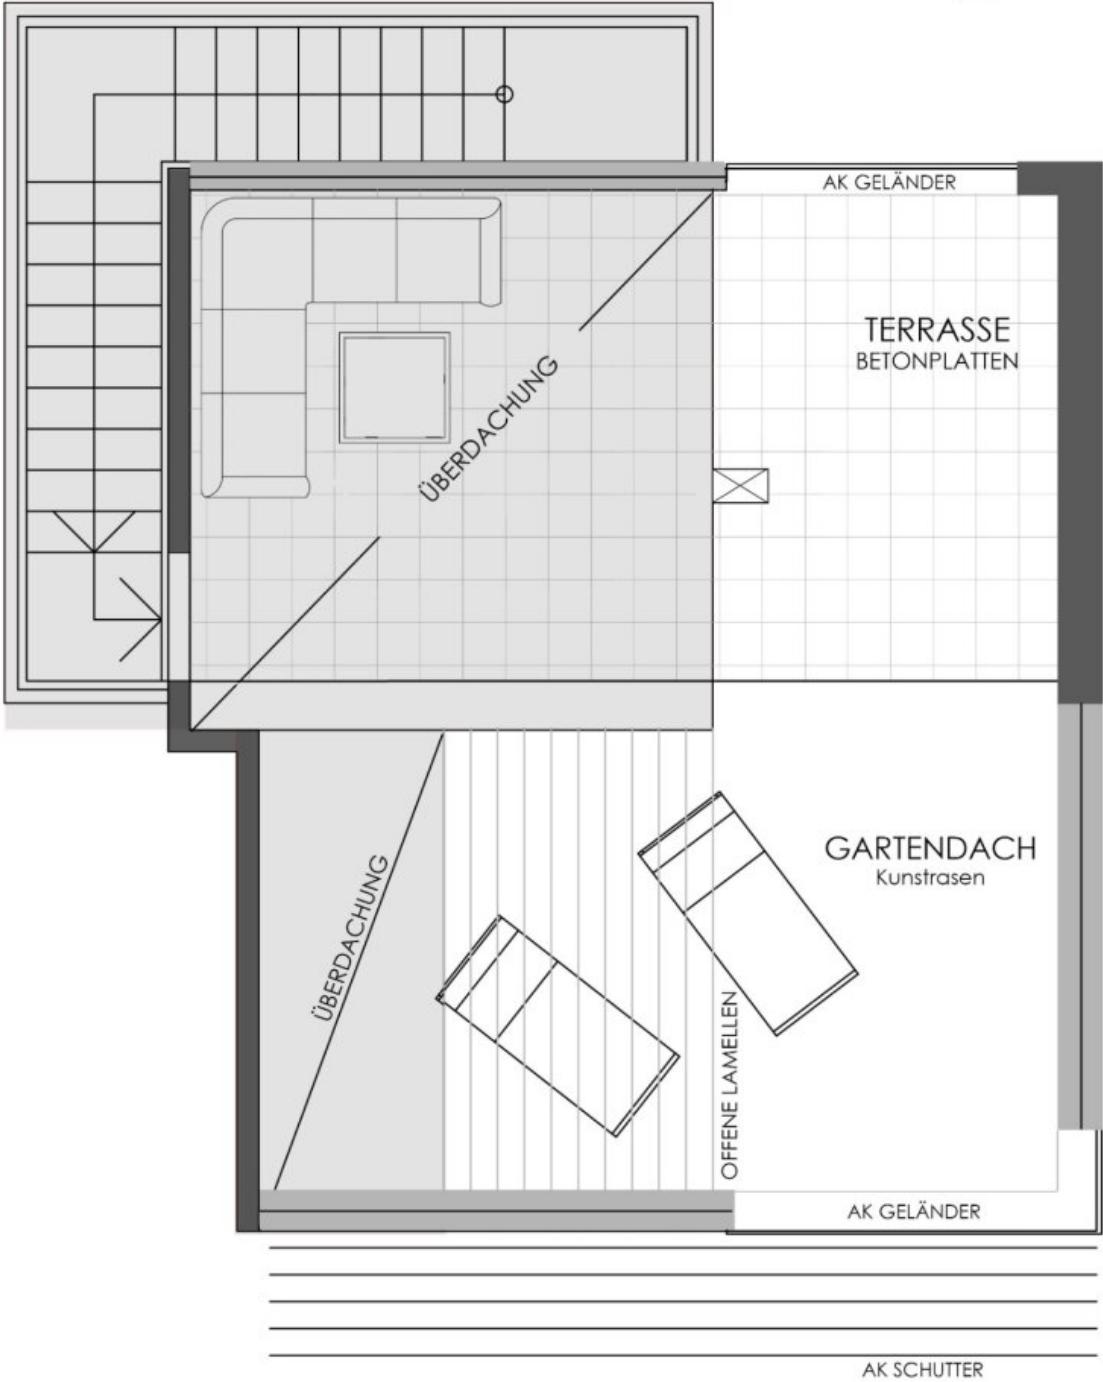 AK GELÄNDER
TERRASSE
BETONPLATTEN
ÜBERDACHUNG
GARTENDACH
Kunstrasen
ÜBERDACHUNG
OFFENE LAMELLEN
AK GELÄNDER
AK SCHUTTER